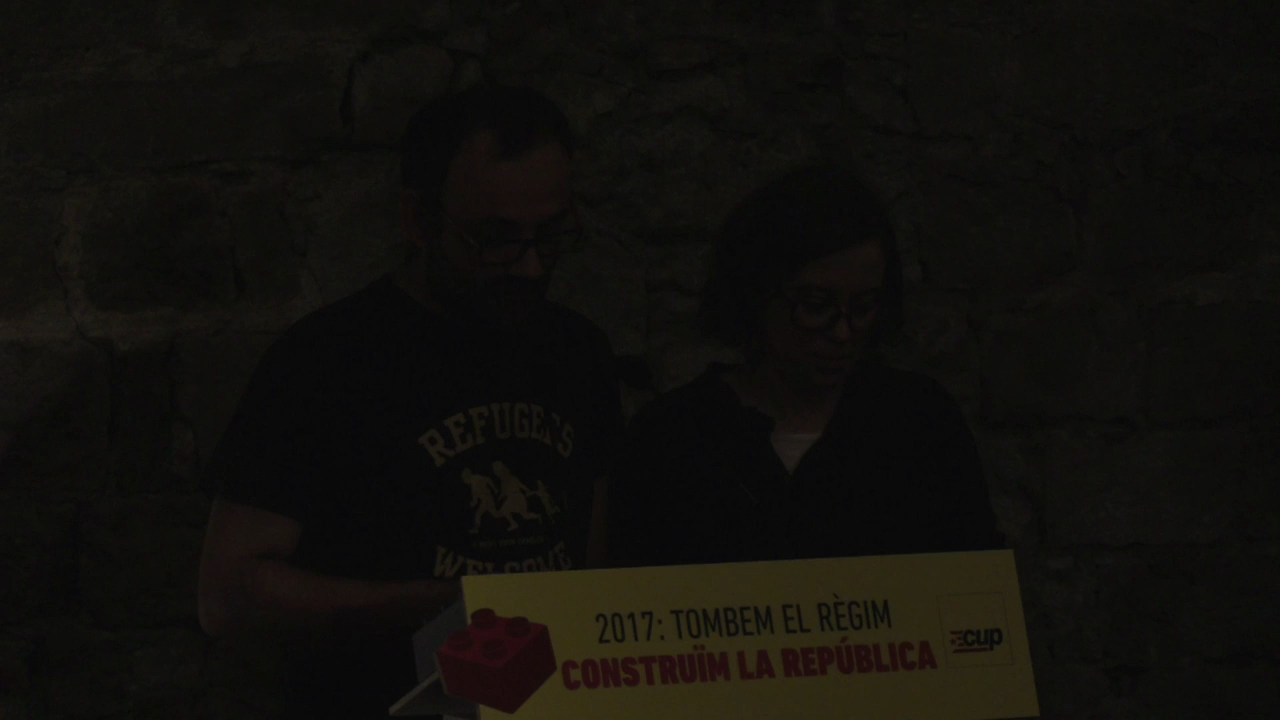 REFUGEES
WELCOME
2017: TOMBEM EL RÈGIM
CONSTRUÏM LA REPÚBLICA
cup